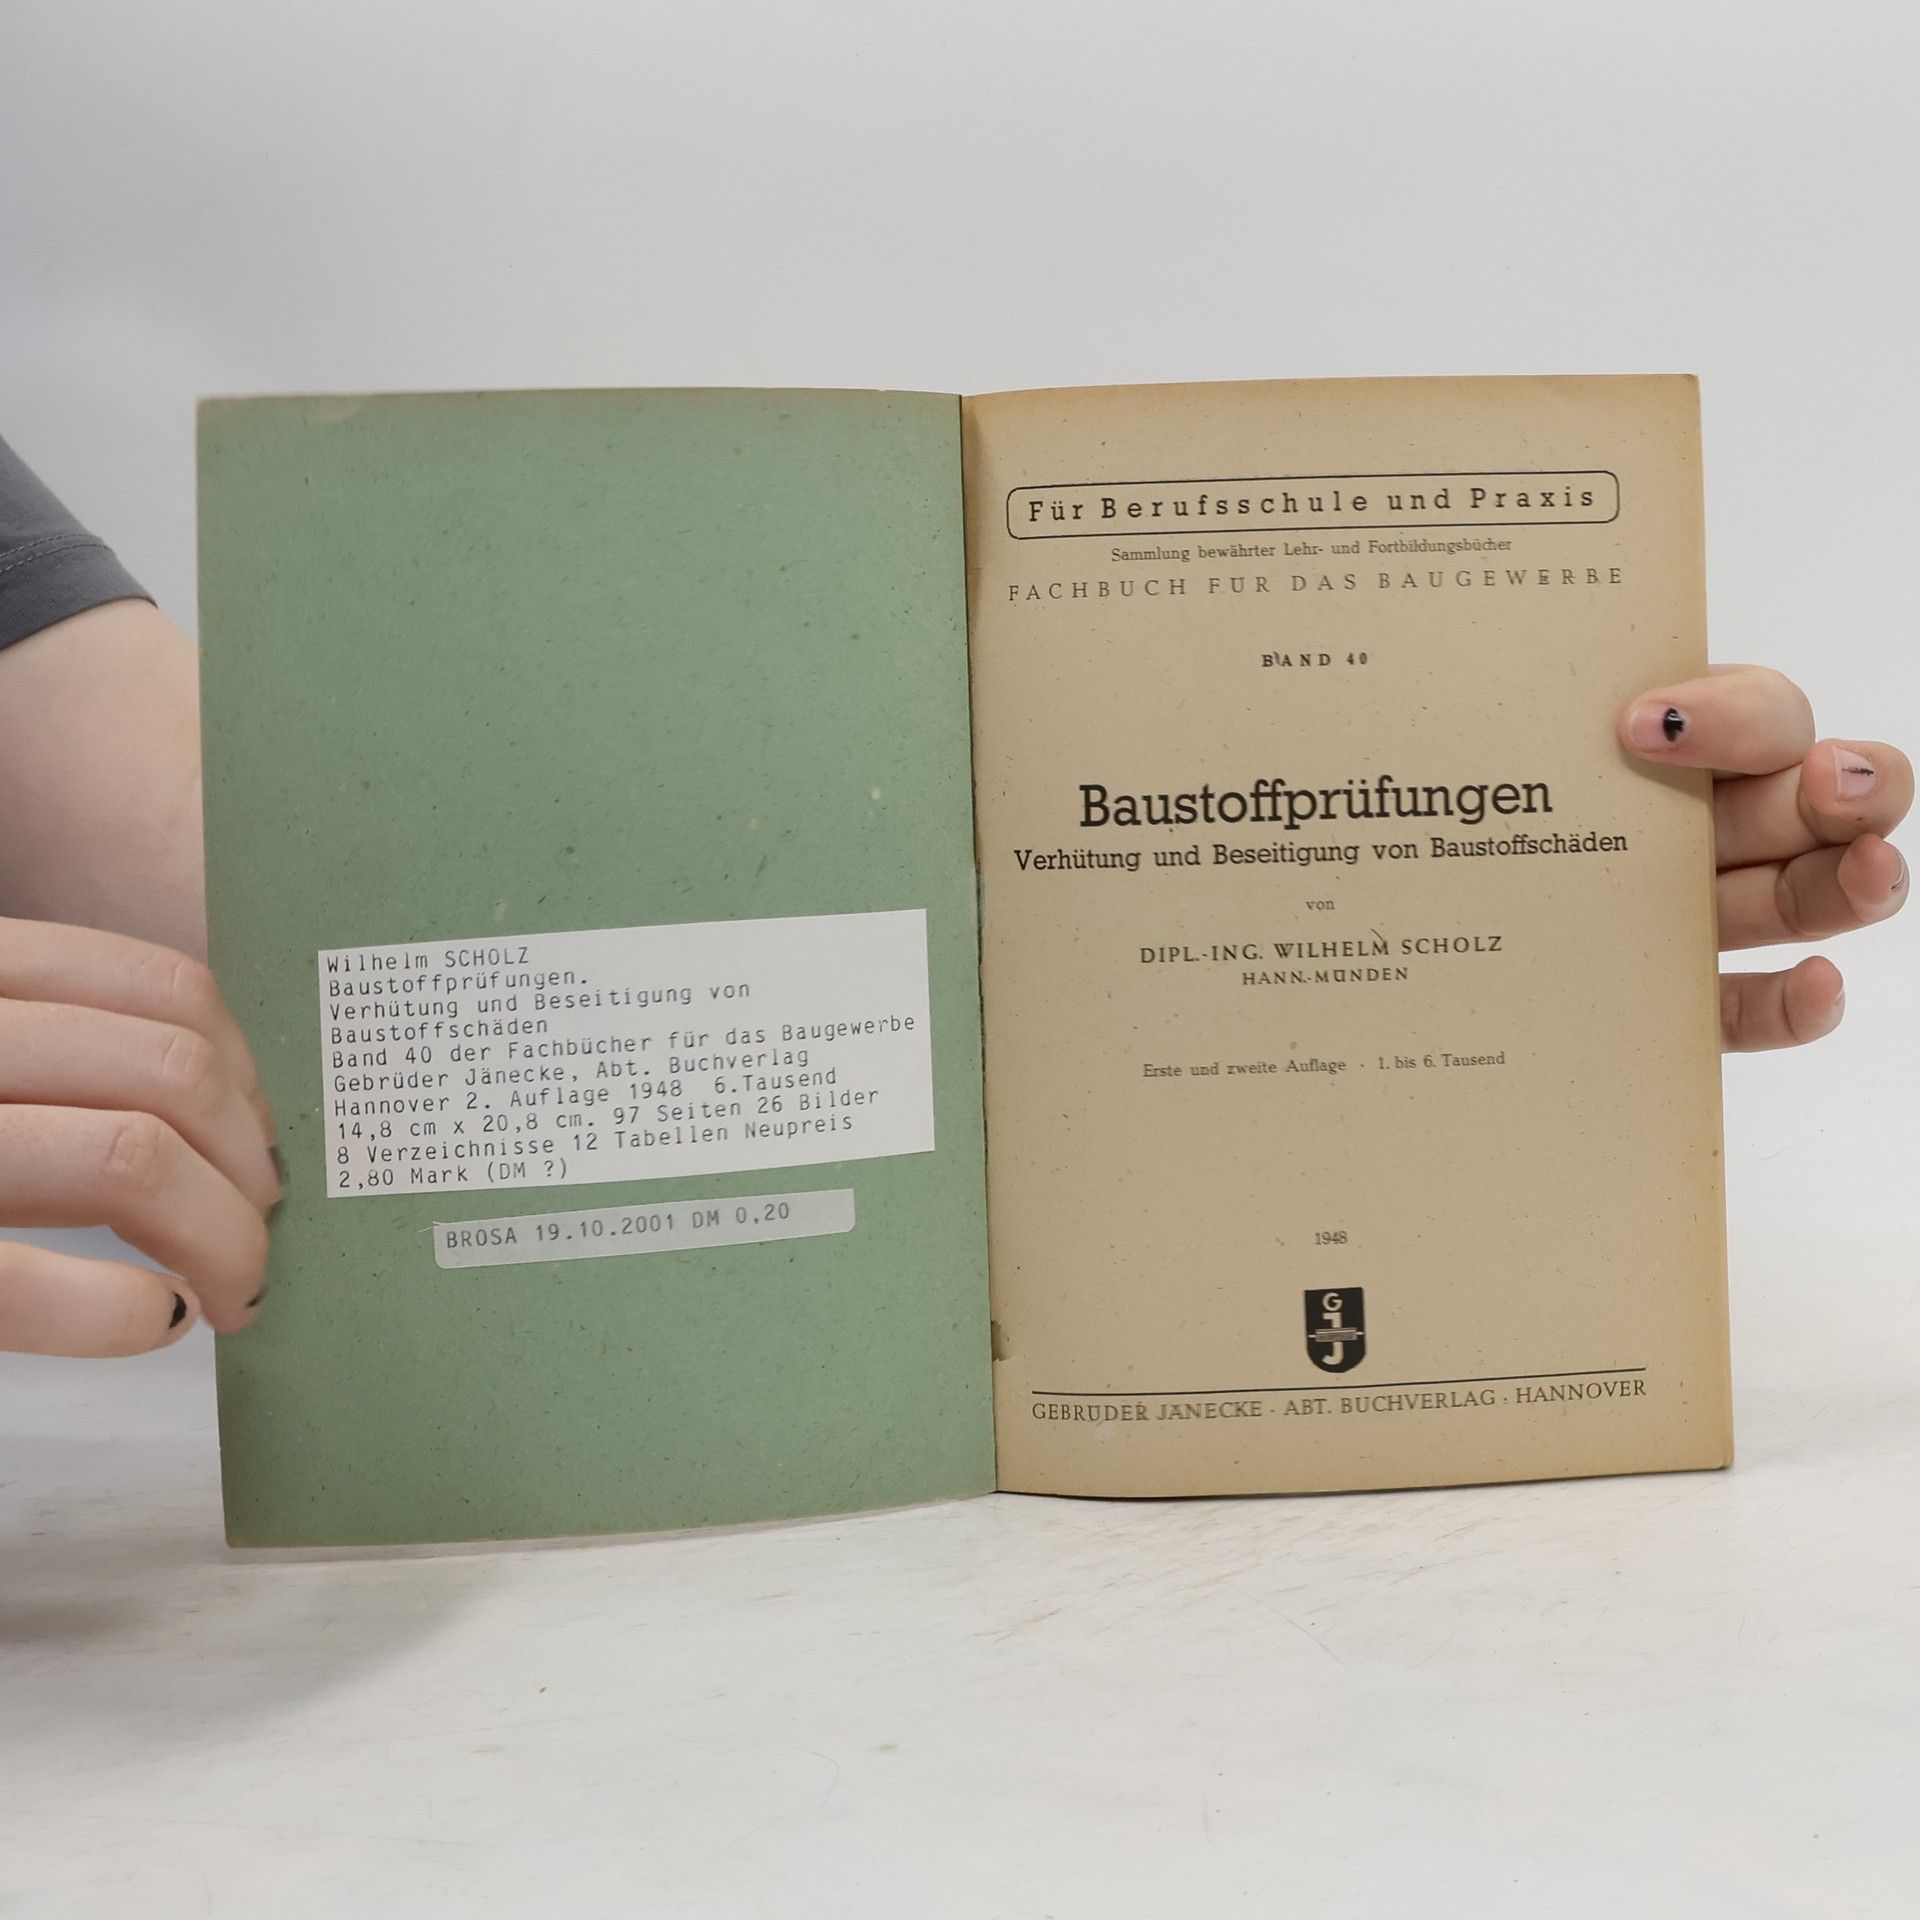 Wilhelm SCHOLZ
Baustoffprüfungen.
Verhütung und Beseitigung von
Baustoffschäden
Band 40 der Fachbücher für das Baugewerbe
Gebrüder Jänecke, Abt. Buchverlag
Hannover 2. Auflage 1948 6.Tausend
14,8 cm x 20,8 cm. 97 Seiten 26 Bilder
8 Verzeichnisse 12 Tabellen Neupreis
2,80 Mark (DM ?)
BROSA 19.10.2001 DM 0,20
Für Berufsschule und Praxis
Sammlung bewährter Lehr- und Fortbildungsbücher
FACHBUCH FÜR DAS BAUGEWERBE
BAND 40
Baustoffprüfungen
Verhütung und Beseitigung von Baustoffschäden
von
DIPL.-ING. WILHELM SCHOLZ
HANN.-MÜNDEN
Erste und zweite Auflage · 1. bis 6. Tausend
1948
G
J
GEBRÜDER JÄNECKE · ABT. BUCHVERLAG · HANNOVER